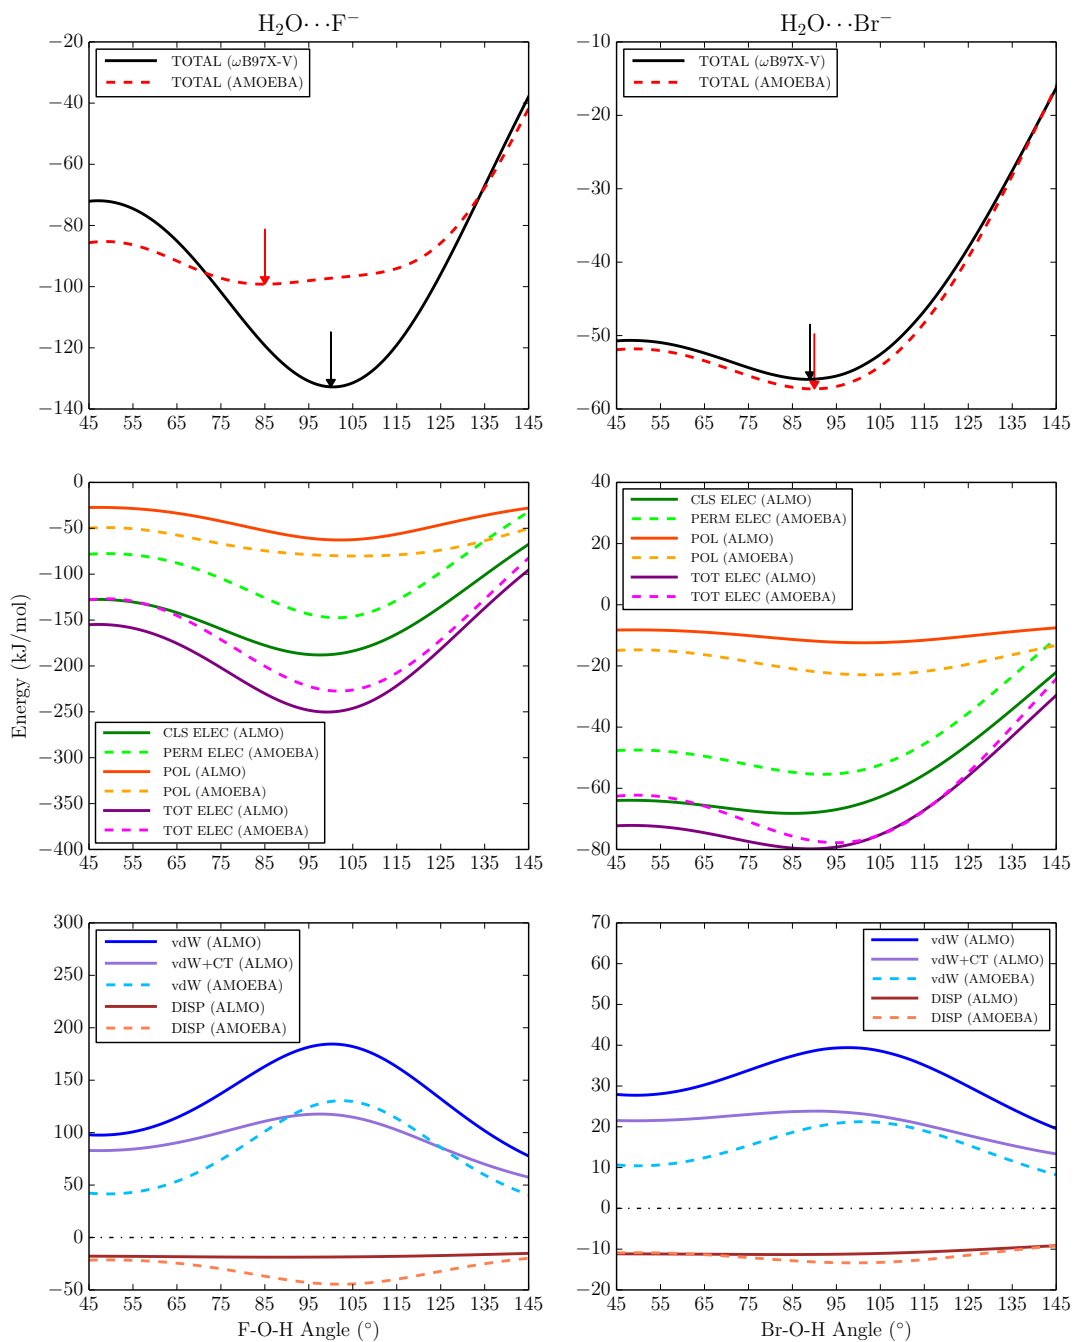 H₂O···F⁻
−20
−40
−60
−80
−100
−120
−140
45 55 65 75 85 95 105 115 125 135 145
TOTAL (ωB97X-V)
TOTAL (AMOEBA)
H₂O···Br⁻
−10
−20
−30
−40
−50
−60
45 55 65 75 85 95 105 115 125 135 145
TOTAL (ωB97X-V)
TOTAL (AMOEBA)
Energy (kJ/mol)
0
−50
−100
−150
−200
−250
−300
−350
−400
45 55 65 75 85 95 105 115 125 135 145
CLS ELEC (ALMO)
PERM ELEC (AMOEBA)
POL (ALMO)
POL (AMOEBA)
TOT ELEC (ALMO)
TOT ELEC (AMOEBA)
40
20
0
−20
−40
−60
−80
45 55 65 75 85 95 105 115 125 135 145
CLS ELEC (ALMO)
PERM ELEC (AMOEBA)
POL (ALMO)
POL (AMOEBA)
TOT ELEC (ALMO)
TOT ELEC (AMOEBA)
300
250
200
150
100
50
0
−50
45 55 65 75 85 95 105 115 125 135 145
vdW (ALMO)
vdW+CT (ALMO)
vdW (AMOEBA)
DISP (ALMO)
DISP (AMOEBA)
F-O-H Angle (°)
70
60
50
40
30
20
10
0
−10
−20
45 55 65 75 85 95 105 115 125 135 145
vdW (ALMO)
vdW+CT (ALMO)
vdW (AMOEBA)
DISP (ALMO)
DISP (AMOEBA)
Br-O-H Angle (°)